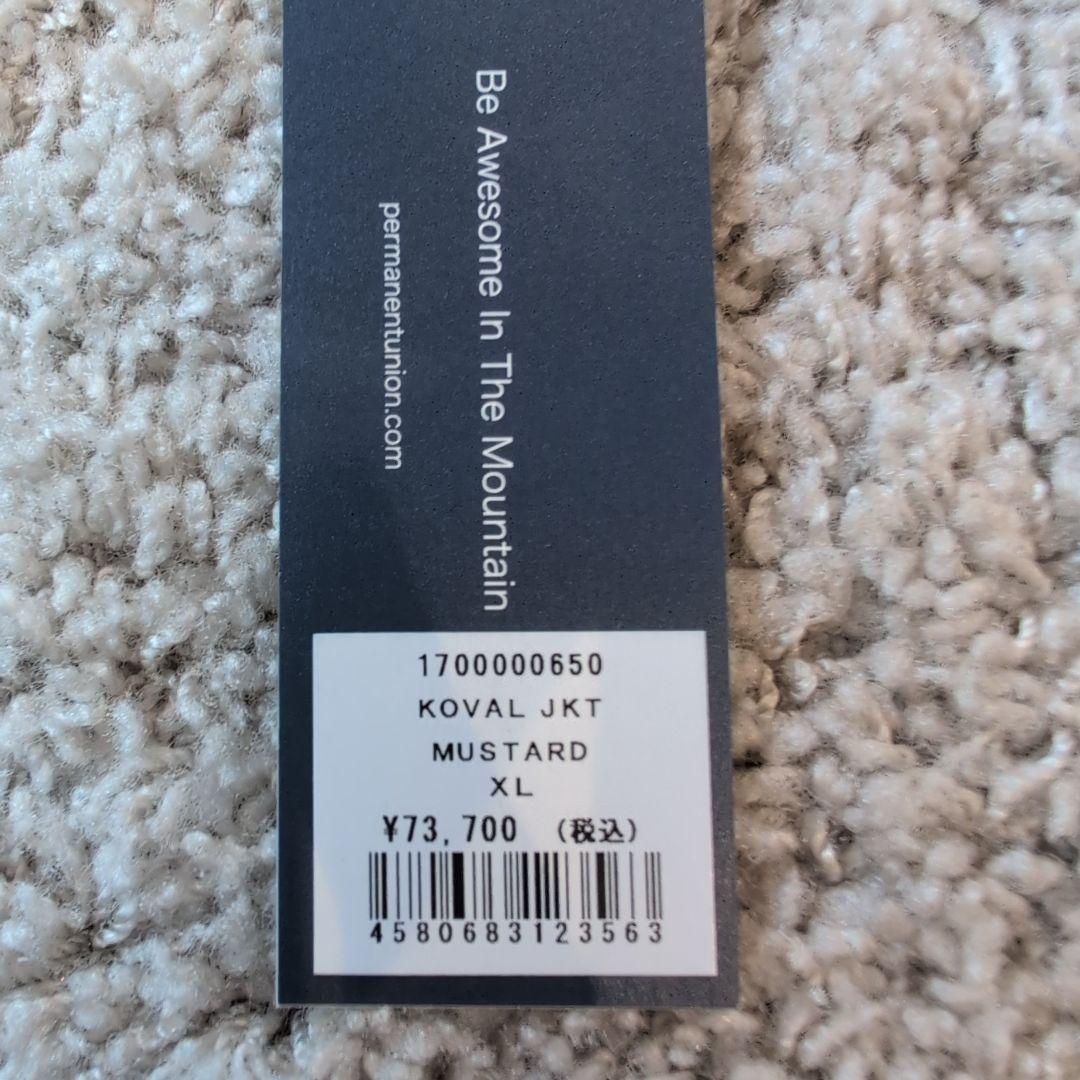 Be Awesome In The Mountain
permanentunion.com
1700000650
KOVAL JKT
MUSTARD
XL
¥73,700 (税込)
4580683123563